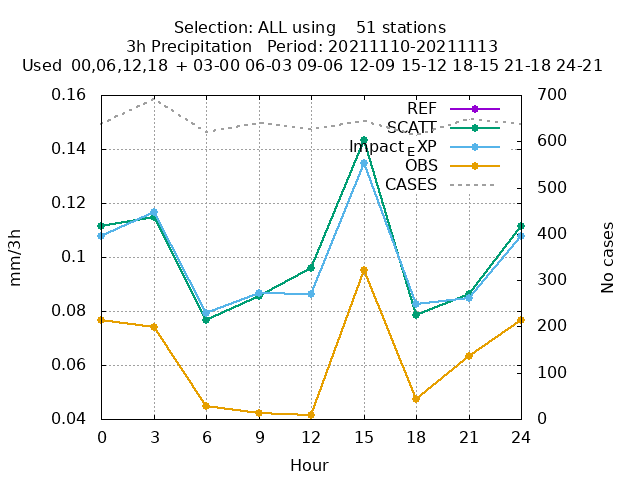 Selection: ALL using    51 stations
3h Precipitation   Period: 20211110-20211113
Used  00,06,12,18  + 03-00 06-03 09-06 12-09 15-12 18-15 21-18 24-21
REF
SCATT
Impact_EXP
OBS
CASES
0.16
0.14
0.12
0.1
0.08
0.06
0.04
mm/3h
700
600
500
400
300
200
100
0
No cases
0 3 6 9 12 15 18 21 24
Hour